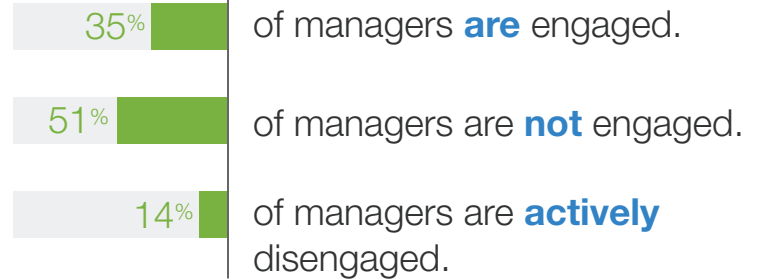 35% of managers are engaged.
51% of managers are not engaged.
14% of managers are actively
disengaged.